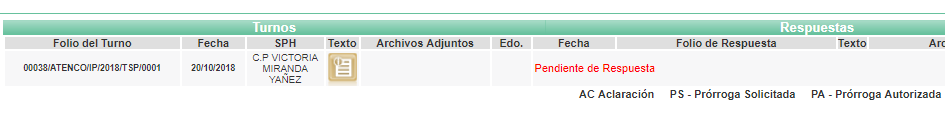 Turnos Respuestas
Folio del Turno Fecha SPH Texto Archivos Adjuntos Edo. Fecha Folio de Respuesta Texto
00038/ATENCO/IP/2018/TSP/0001 20/10/2018 C.P VICTORIA MIRANDA YAÑEZ Pendiente de Respuesta
AC Aclaración PS - Prórroga Solicitada PA - Prórroga Autorizada